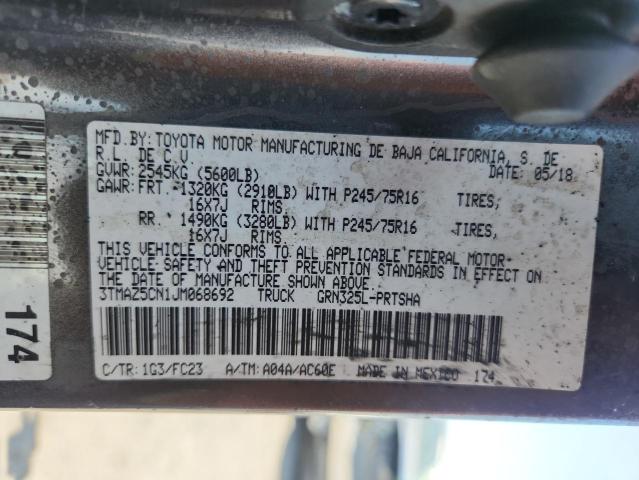 MFD.BY:TOYOTA MOTOR MANUFACTURING DE BAJA CALIFORNIA, S. DE
R.L. DE C.V. 05/18
GVWR:2545KG (5600LB)
GAWR:FRT. 1320KG (2910LB) WITH P245/75R16 TIRES,
16X7J RIMS
RR 1490KG (3280LB) WITH P245/75R16 TIRES,
16X7J RIMS
THIS VEHICLE CONFORMS TO ALL APPLICABLE FEDERAL MOTOR
VEHICLE SAFETY AND THEFT PREVENTION STANDARDS IN EFFECT ON
THE DATE OF MANUFACTURE SHOWN ABOVE.
3TMAZ5CN1JM068692 TRUCK GRN325L-PRTSHA
C/TR:1G3/FC23 A/TM:A04A/AC60E MADE IN MEXICO 174
174